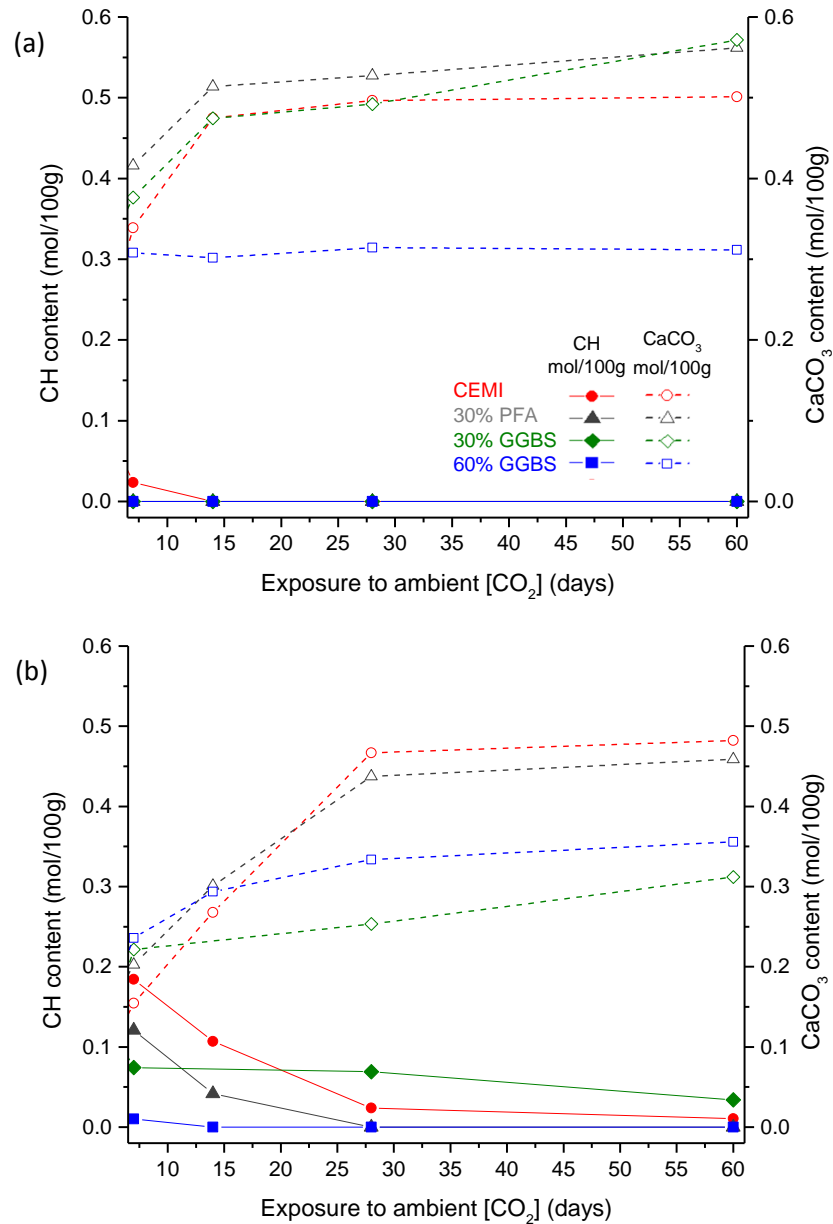 (a)
0.6
0.5
0.4
0.3
0.2
0.1
0.0
CH content (mol/100g)
0.6
0.4
0.2
0.0
CaCO3 content (mol/100g)
CH
mol/100g
CaCO3
mol/100g
CEMI
30% PFA
30% GGBS
60% GGBS
10 15 20 25 30 35 40 45 50 55 60
Exposure to ambient [CO2] (days)
(b)
0.6
0.5
0.4
0.3
0.2
0.1
0.0
CH content (mol/100g)
0.6
0.5
0.4
0.3
0.2
0.1
0.0
CaCO3 content (mol/100g)
10 15 20 25 30 35 40 45 50 55 60
Exposure to ambient [CO2] (days)